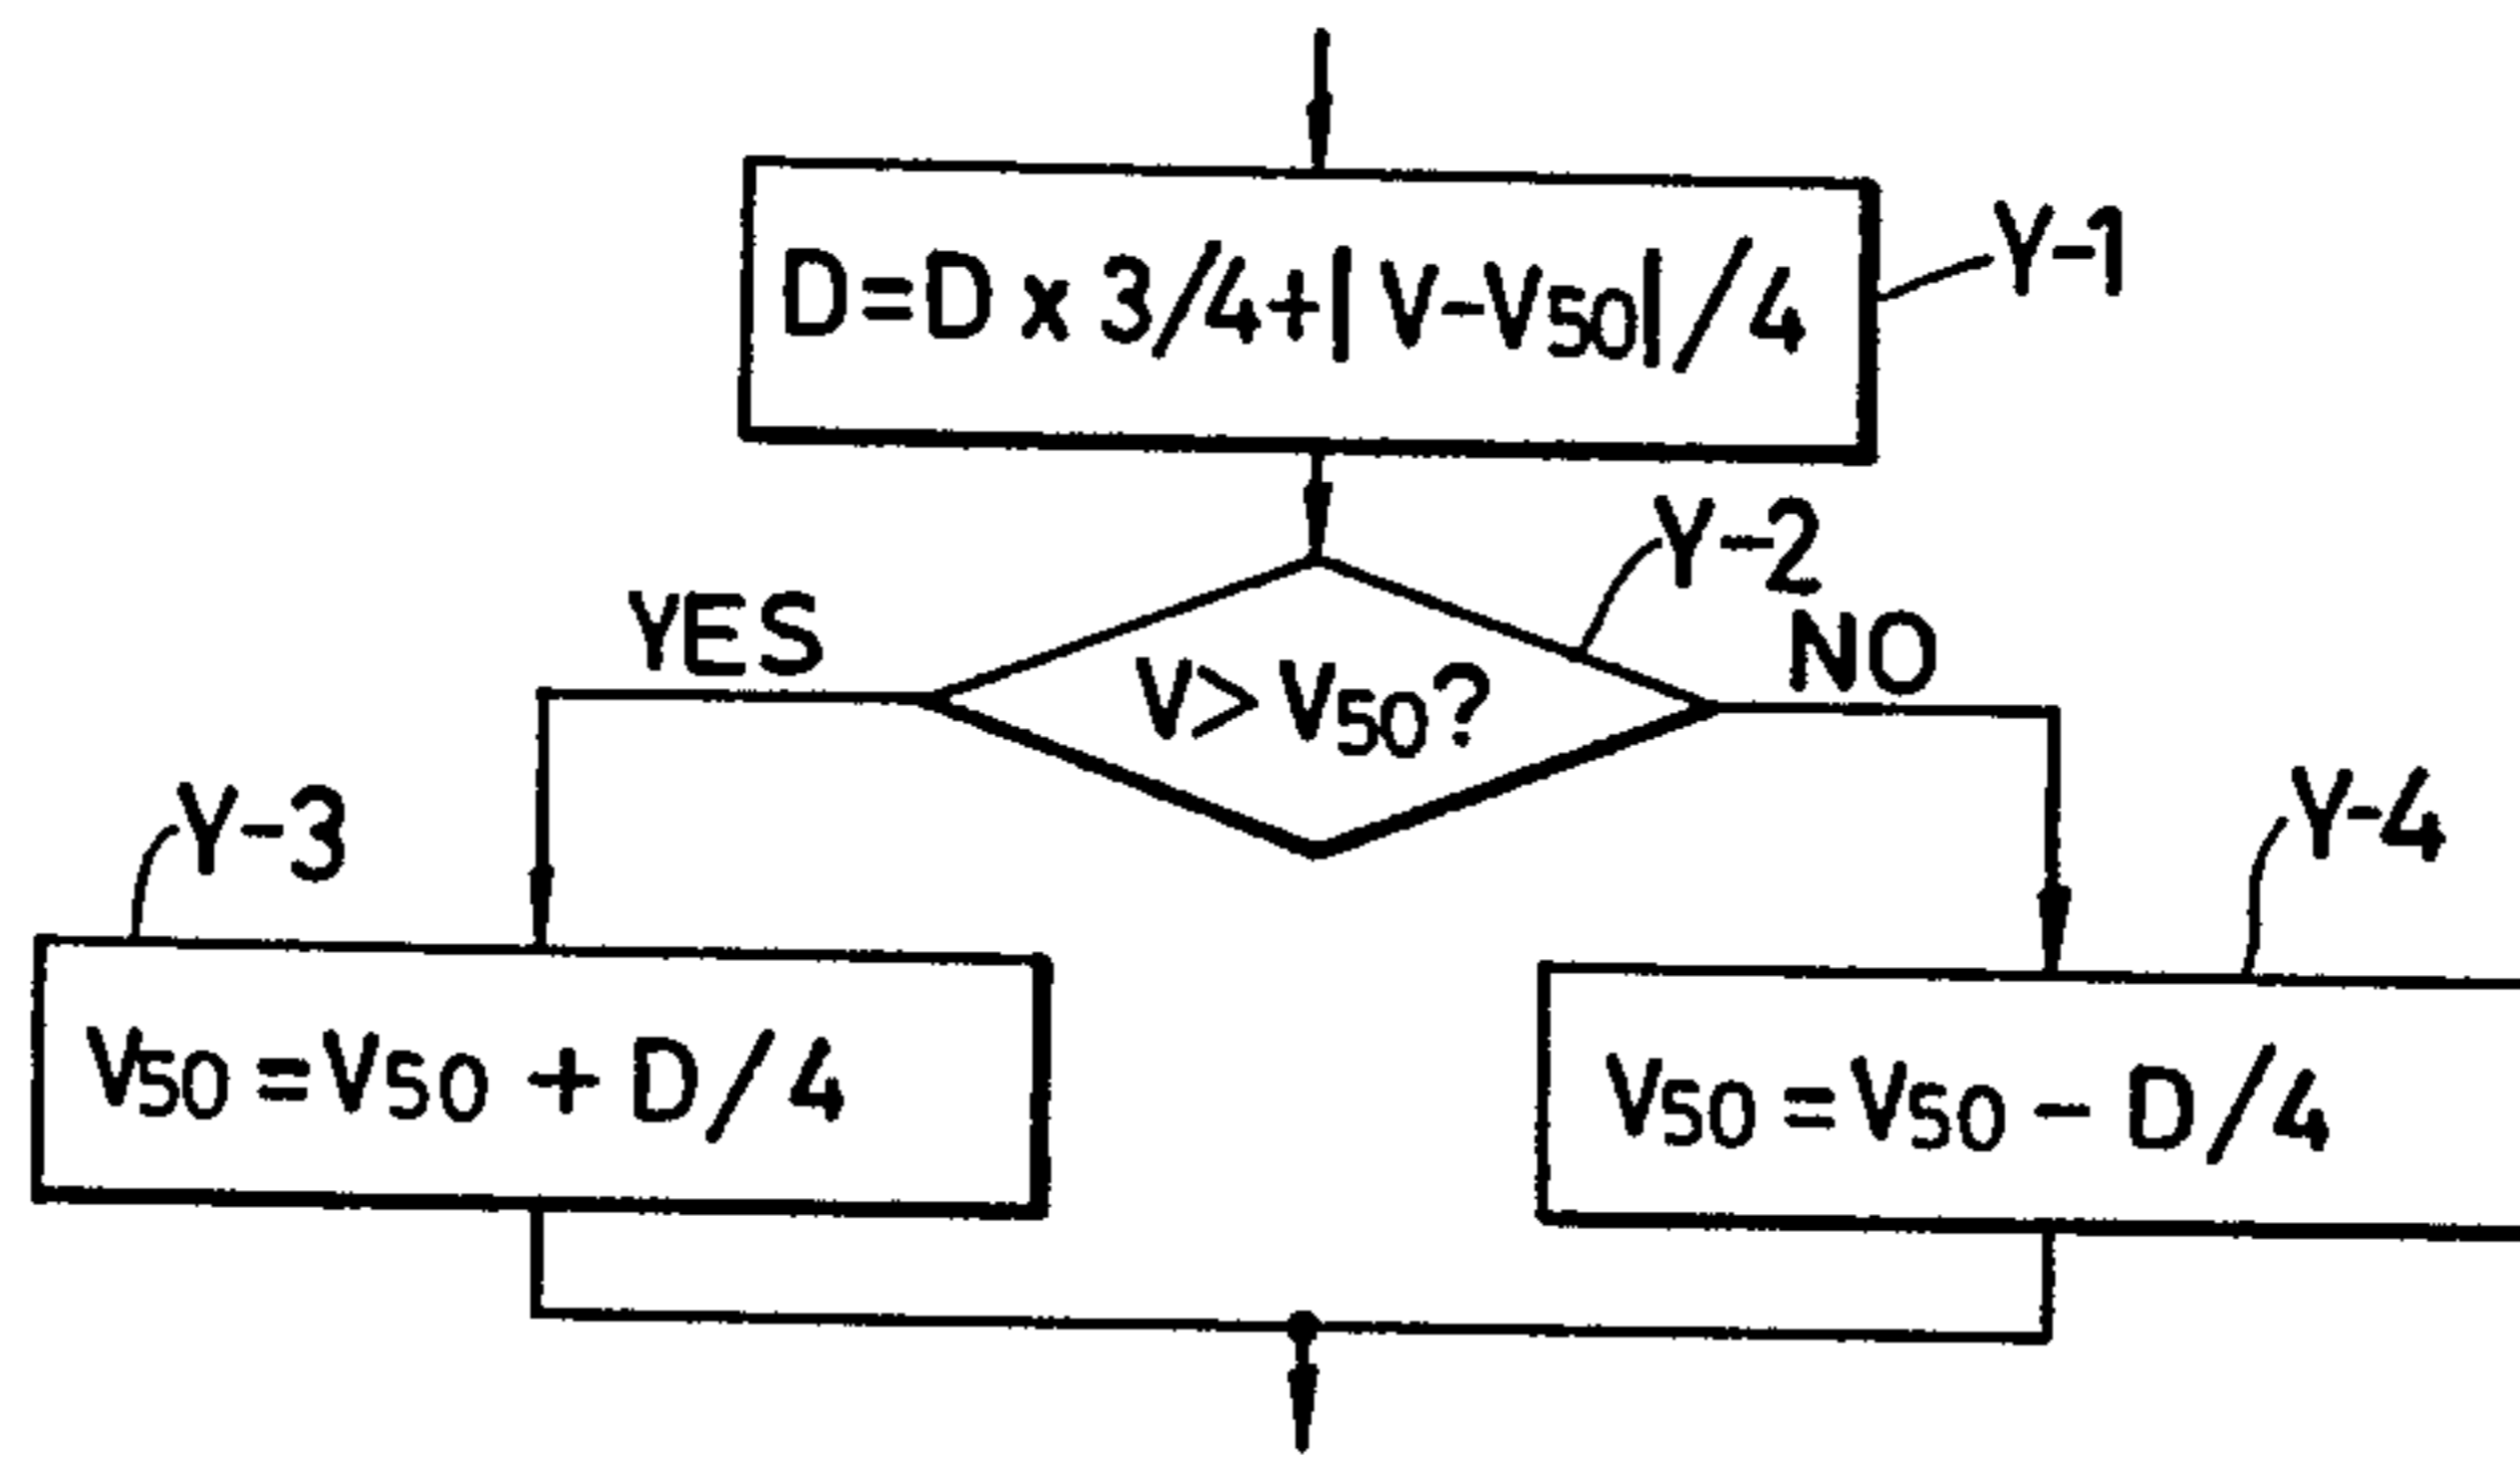 D=D x 3/4+|V-V50|/4
Y-1
Y-2
YES
NO
V> V50?
Y-3
Y-4
V50 = V50 + D/4
V50 = V50 - D/4